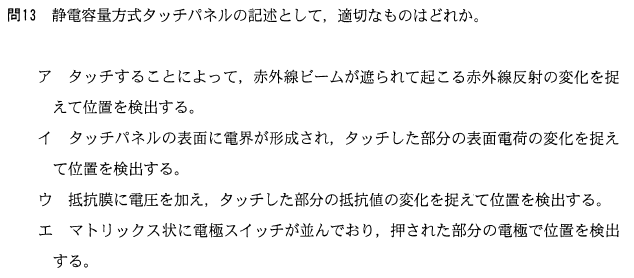 問13　静電容量方式タッチパネルの記述として，適切なものはどれか。
ア　タッチすることによって，赤外線ビームが遮られて起こる赤外線反射の変化を捉
えて位置を検出する。
イ　タッチパネルの表面に電界が形成され，タッチした部分の表面電荷の変化を捉え
て位置を検出する。
ウ　抵抗膜に電圧を加え，タッチした部分の抵抗値の変化を捉えて位置を検出する。
エ　マトリックス状に電極スイッチが並んでおり，押された部分の電極で位置を検出
する。